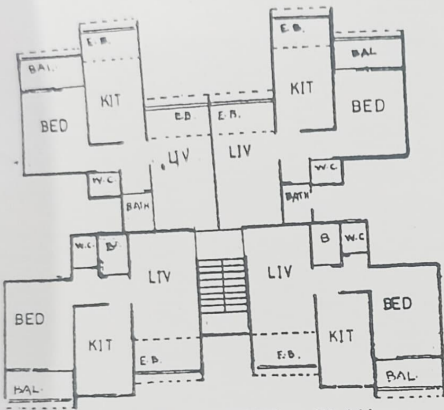 E.B. E.B.
BAL. BAL
KIT KIT
E.B. E.B.
BED BED
LIV LIV
W.C. W.C.
BATH BATH
W.C. B. B W.C
LIV LIV
BED BED
KIT KIT
E.B. E.B.
BAL. BAL